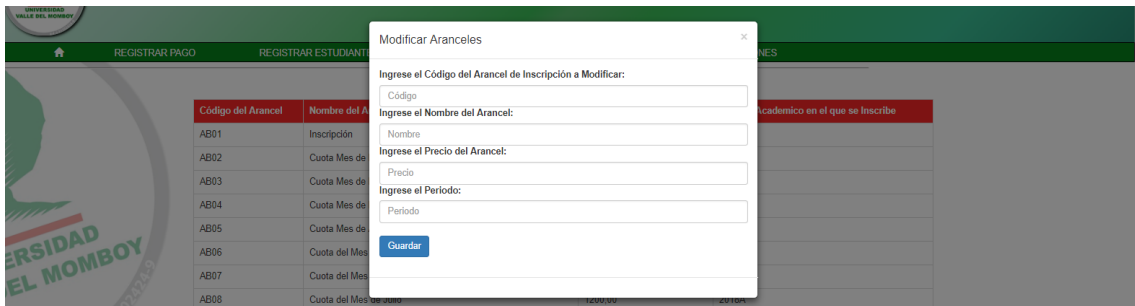 UNIVERSIDAD
VALLE DEL MOMBOY
REGISTRAR PAGO
REGISTRAR ESTUDIANTE
NES
Modificar Aranceles
×
Ingrese el Código del Arancel de Inscripción a Modificar:
Código
Ingrese el Nombre del Arancel:
Nombre
Ingrese el Precio del Arancel:
Precio
Ingrese el Periodo:
Periodo
Guardar
Código del Arancel Nombre del A Academico en el que se Inscribe
AB01 Inscripción
AB02 Cuota Mes de
AB03 Cuota Mes de
AB04 Cuota Mes de
AB05 Cuota Mes de
AB06 Cuota del Mes
AB07 Cuota del Mes
AB08 Cuota del Mes de Julio 1200,00 2018A
ERSIDAD
EL MOMBOY